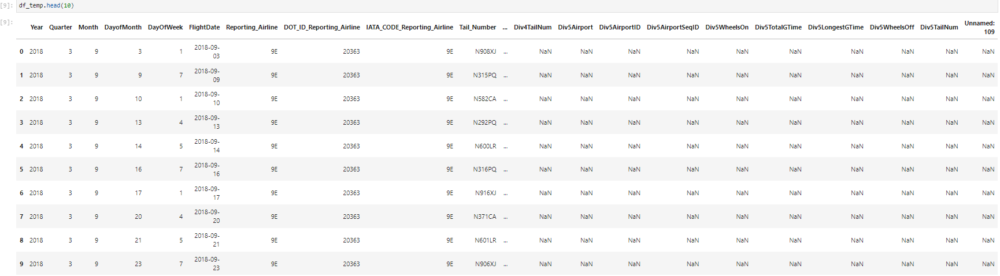 [9]: df_temp.head(10)
[9]:
Year Quarter Month DayofMonth DayOfWeek FlightDate Reporting_Airline DOT_ID_Reporting_Airline IATA_CODE_Reporting_Airline Tail_Number ... Div4TailNum Div5Airport Div5AirportID Div5AirportSeqID Div5WheelsOn Div5TotalGTime Div5LongestGTime Div5WheelsOff Div5TailNum Unnamed: 109
0 2018 3 9 3 1 2018-09-03 9E 20363 9E N908XJ ... NaN NaN NaN NaN NaN NaN NaN NaN NaN NaN
1 2018 3 9 9 7 2018-09-09 9E 20363 9E N315PQ ... NaN NaN NaN NaN NaN NaN NaN NaN NaN NaN
2 2018 3 9 10 1 2018-09-10 9E 20363 9E N582CA ... NaN NaN NaN NaN NaN NaN NaN NaN NaN NaN
3 2018 3 9 13 4 2018-09-13 9E 20363 9E N292PQ ... NaN NaN NaN NaN NaN NaN NaN NaN NaN NaN
4 2018 3 9 14 5 2018-09-14 9E 20363 9E N600LR ... NaN NaN NaN NaN NaN NaN NaN NaN NaN NaN
5 2018 3 9 16 7 2018-09-16 9E 20363 9E N316PQ ... NaN NaN NaN NaN NaN NaN NaN NaN NaN NaN
6 2018 3 9 17 1 2018-09-17 9E 20363 9E N916XJ ... NaN NaN NaN NaN NaN NaN NaN NaN NaN NaN
7 2018 3 9 20 4 2018-09-20 9E 20363 9E N371CA ... NaN NaN NaN NaN NaN NaN NaN NaN NaN NaN
8 2018 3 9 21 5 2018-09-21 9E 20363 9E N601LR ... NaN NaN NaN NaN NaN NaN NaN NaN NaN NaN
9 2018 3 9 23 7 2018-09-23 9E 20363 9E N906XJ ... NaN NaN NaN NaN NaN NaN NaN NaN NaN NaN